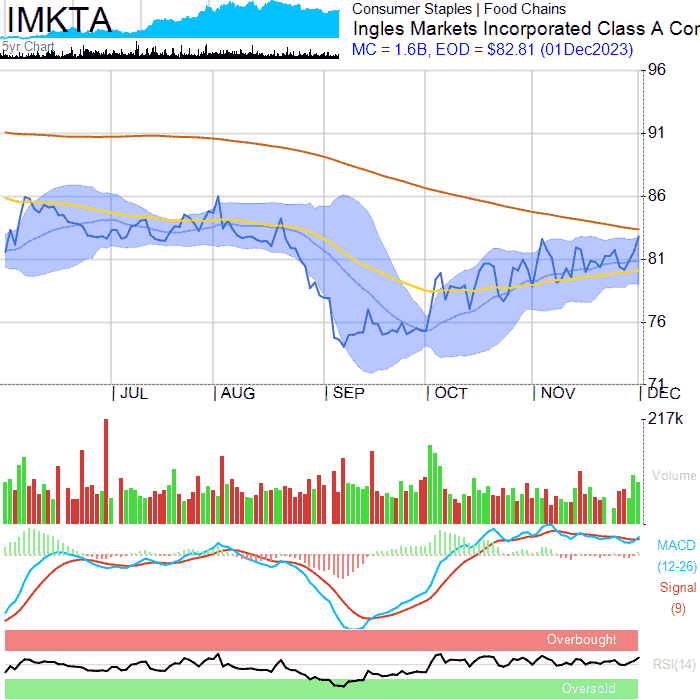 IMKTA
5yr Chart
Consumer Staples | Food Chains
Ingles Markets Incorporated Class A Cor
MC = 1.6B, EOD = $82.81 (01Dec2023)
96
91
86
81
76
71
JUL
AUG
SEP
OCT
NOV
DEC
217k
Volume
MACD
(12-26)
Signal
(9)
Overbought
RSI(14)
Oversold